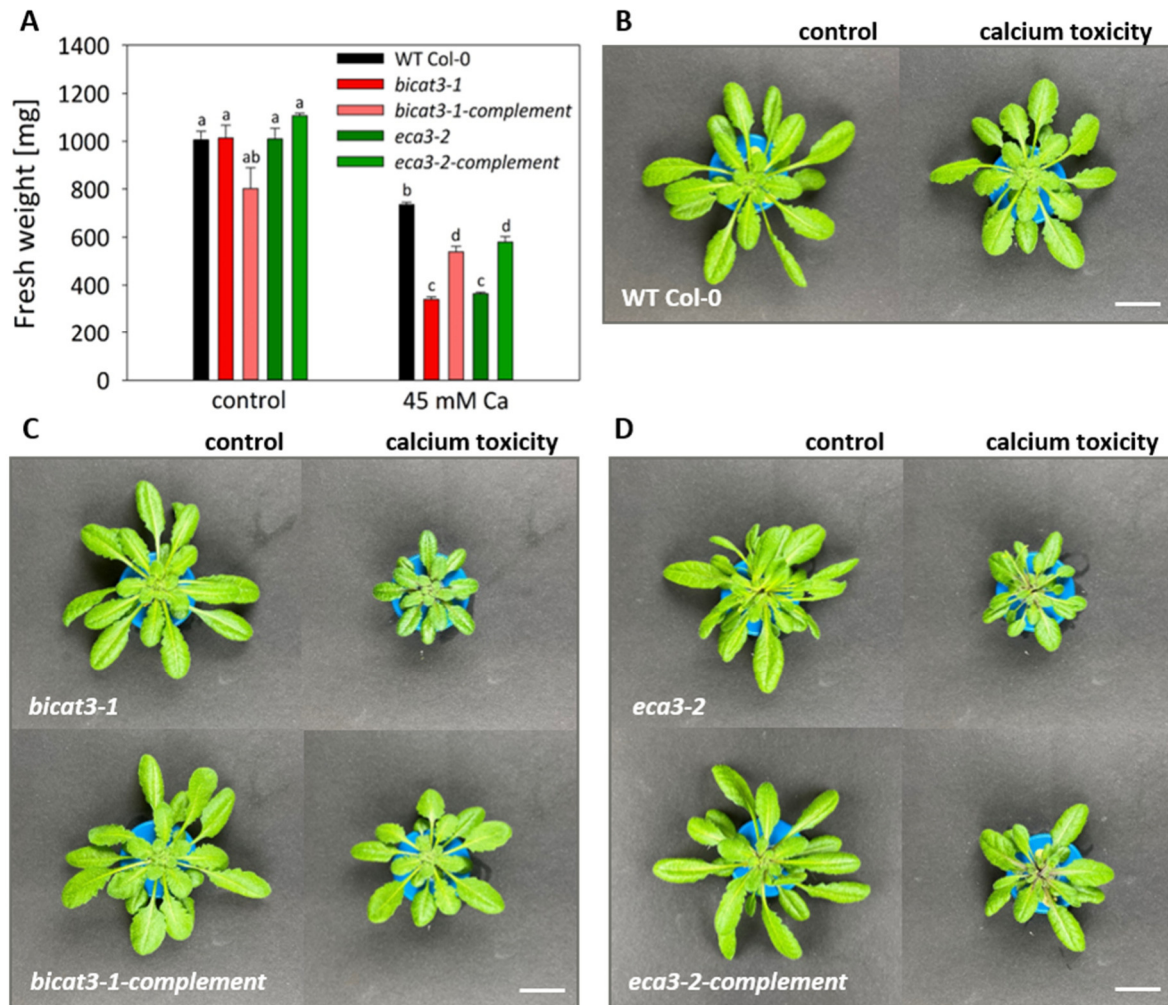 A
Fresh weight [mg]
1400
1200
1000
800
600
400
200
0
WT Col-0
bicat3-1
bicat3-1-complement
eca3-2
eca3-2-complement
a
a
ab
a
a
b
c
d
c
d
control
45 mM Ca
B
control
calcium toxicity
WT Col-0
C
control
calcium toxicity
bicat3-1
bicat3-1-complement
D
control
calcium toxicity
eca3-2
eca3-2-complement